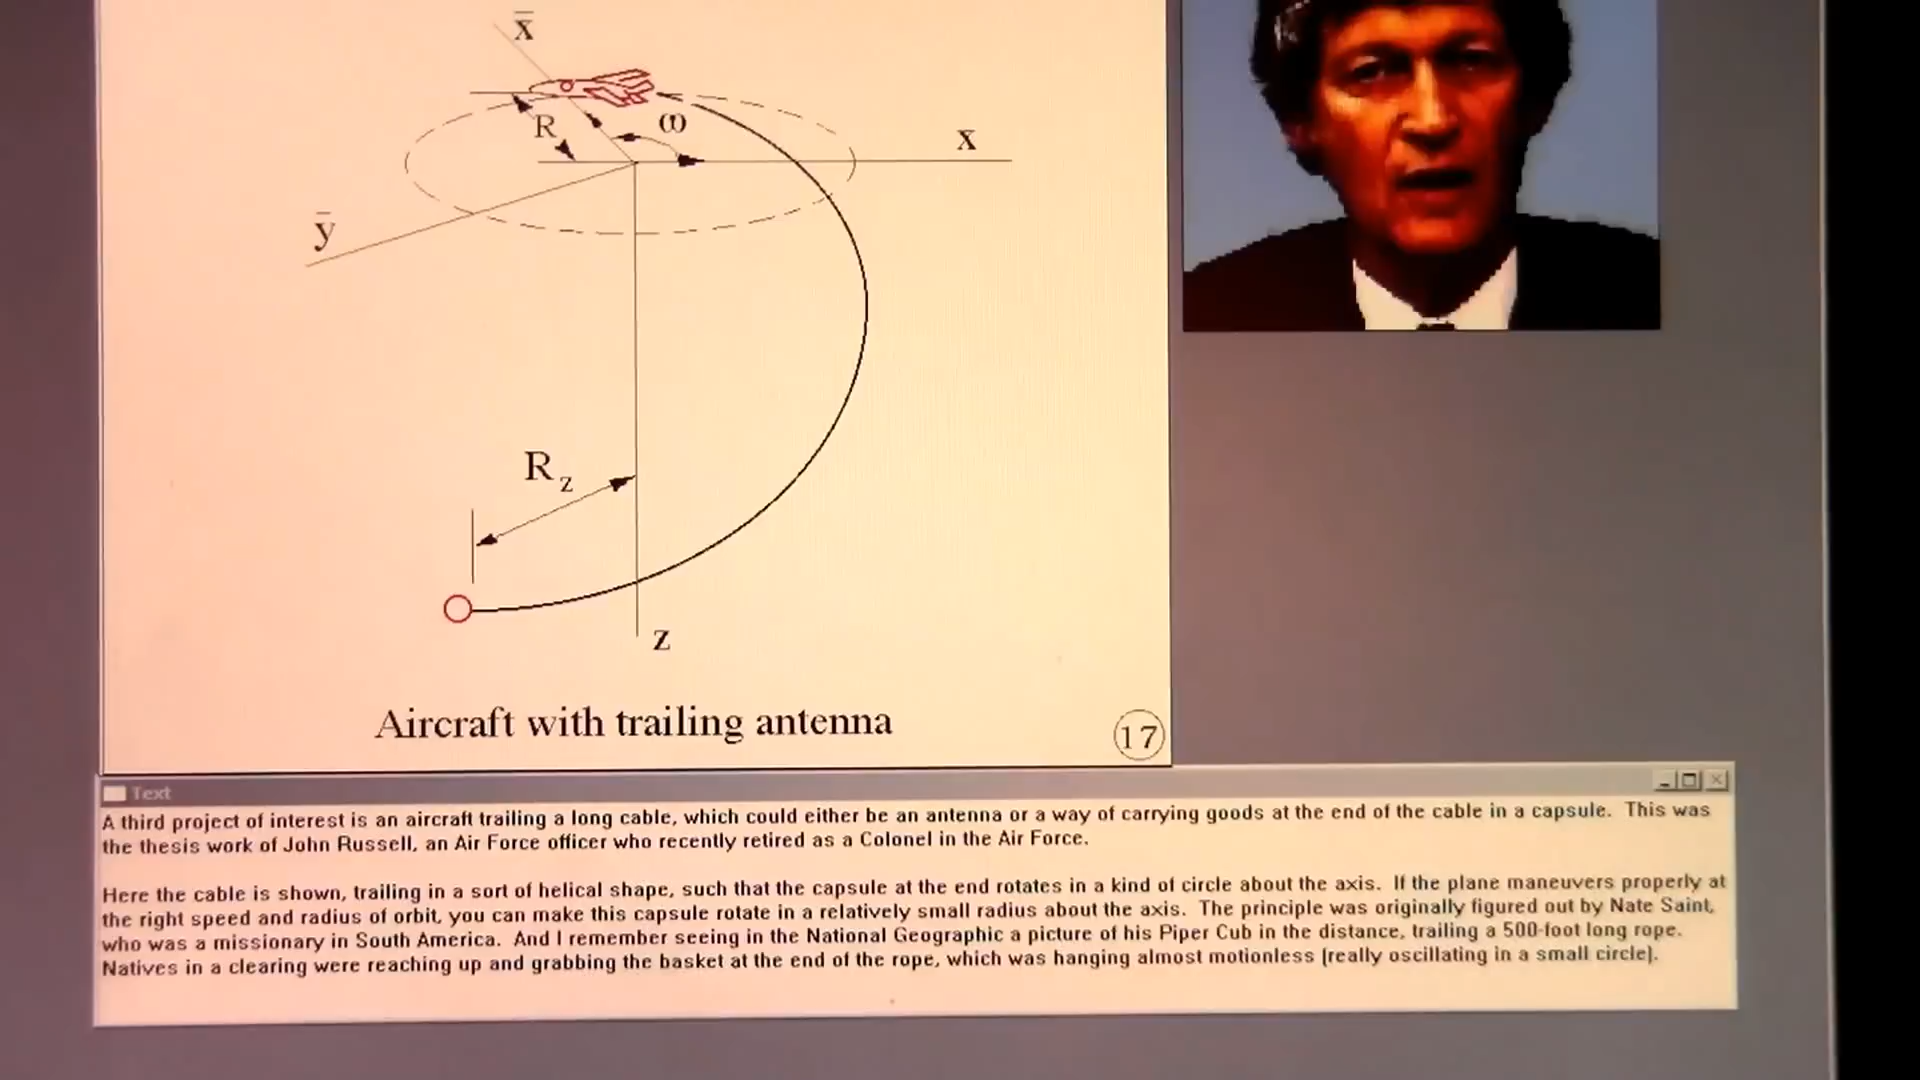 x̄
R
ω
x
ȳ
R z
z
Aircraft with trailing antenna
17
Text
A third project of interest is an aircraft trailing a long cable, which could either be an antenna or a way of carrying goods at the end of the cable in a capsule. This was
the thesis work of John Russell, an Air Force officer who recently retired as a Colonel in the Air Force.
Here the cable is shown, trailing in a sort of helical shape, such that the capsule at the end rotates in a kind of circle about the axis. If the plane maneuvers properly at
the right speed and radius of orbit, you can make this capsule rotate in a relatively small radius about the axis. The principle was originally figured out by Nate Saint,
who was a missionary in South America. And I remember seeing in the National Geographic a picture of his Piper Cub in the distance, trailing a 500-foot long rope.
Natives in a clearing were reaching up and grabbing the basket at the end of the rope, which was hanging almost motionless (really oscillating in a small circle).